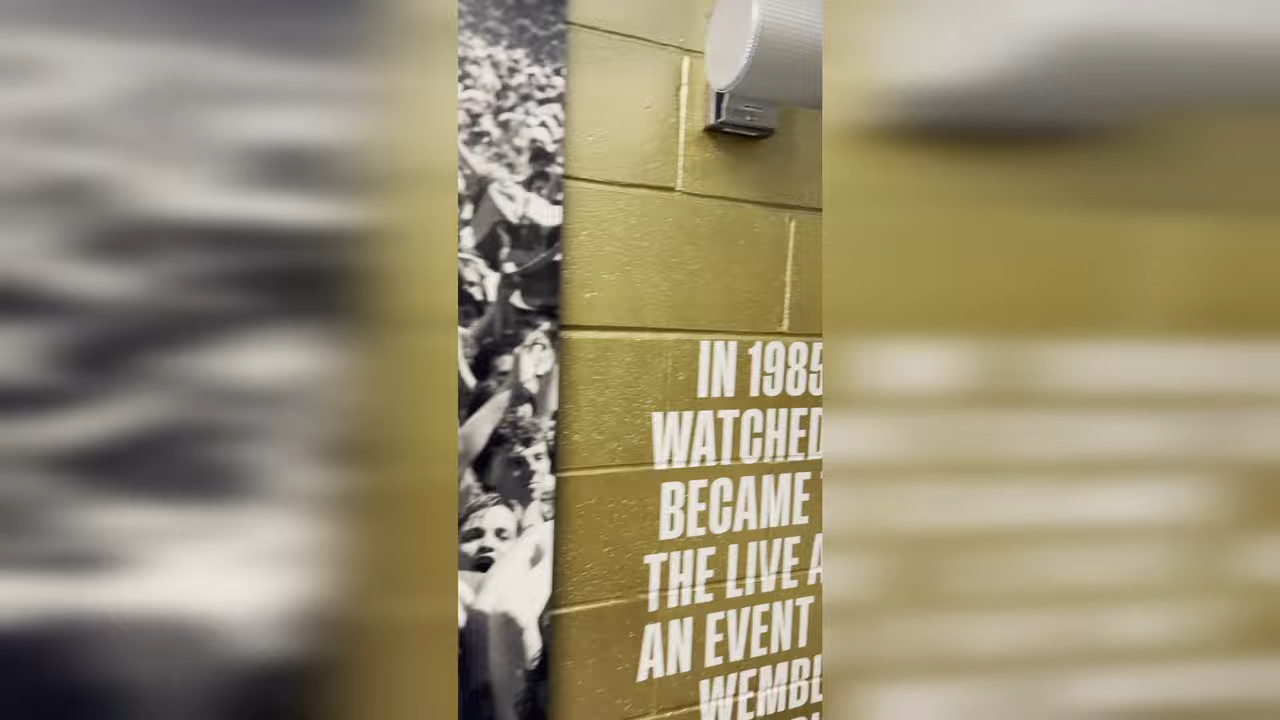 IN 1985
WATCHED
BECAME
THE LIVE A
AN EVENT
WEMBL